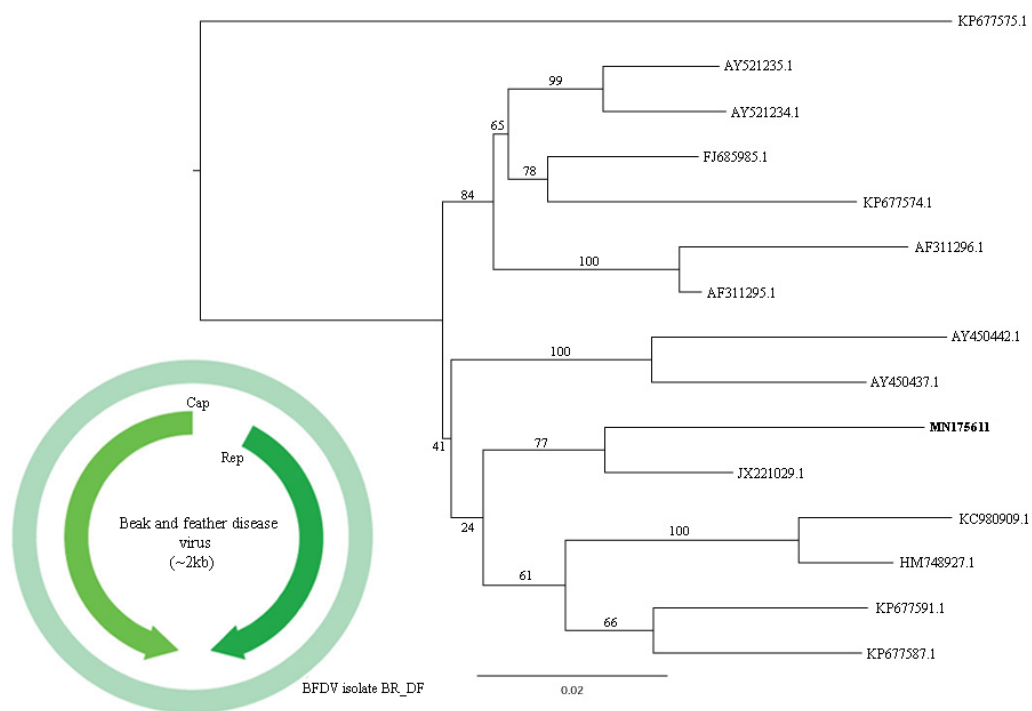 KP677575.1
AY521235.1
99
AY521234.1
65
FJ685985.1
78
KP677574.1
84
AF311296.1
100
AF311295.1
AY450442.1
100
AY450437.1
41
MN175611
77
JX221029.1
24
KC980909.1
100
HM748927.1
61
KP677591.1
66
KP677587.1
0.02
Cap
Rep
Beak and feather disease
virus
(~2kb)
BFDV isolate BR_DF